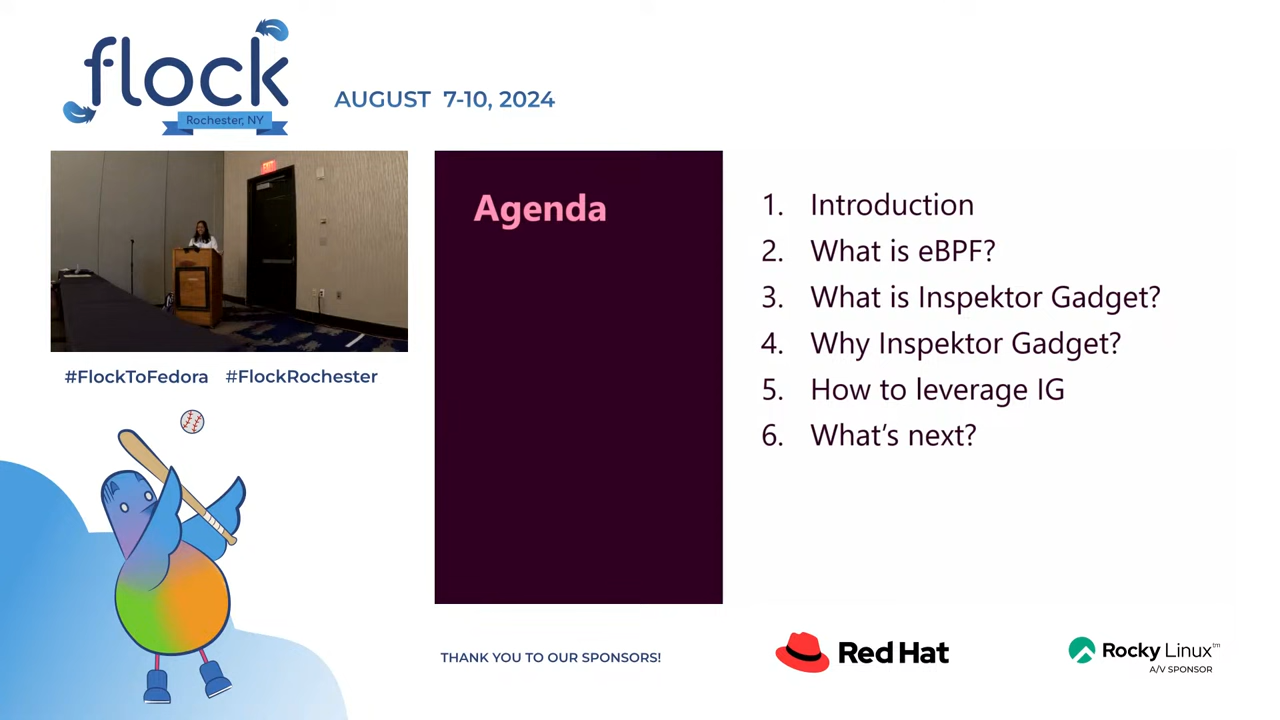 flock
Rochester, NY
AUGUST 7-10, 2024
EXIT
#FlockToFedora #FlockRochester
Agenda
1. Introduction
2. What is eBPF?
3. What is Inspektor Gadget?
4. Why Inspektor Gadget?
5. How to leverage IG
6. What's next?
THANK YOU TO OUR SPONSORS!
Red Hat
Rocky Linux™
A/V SPONSOR